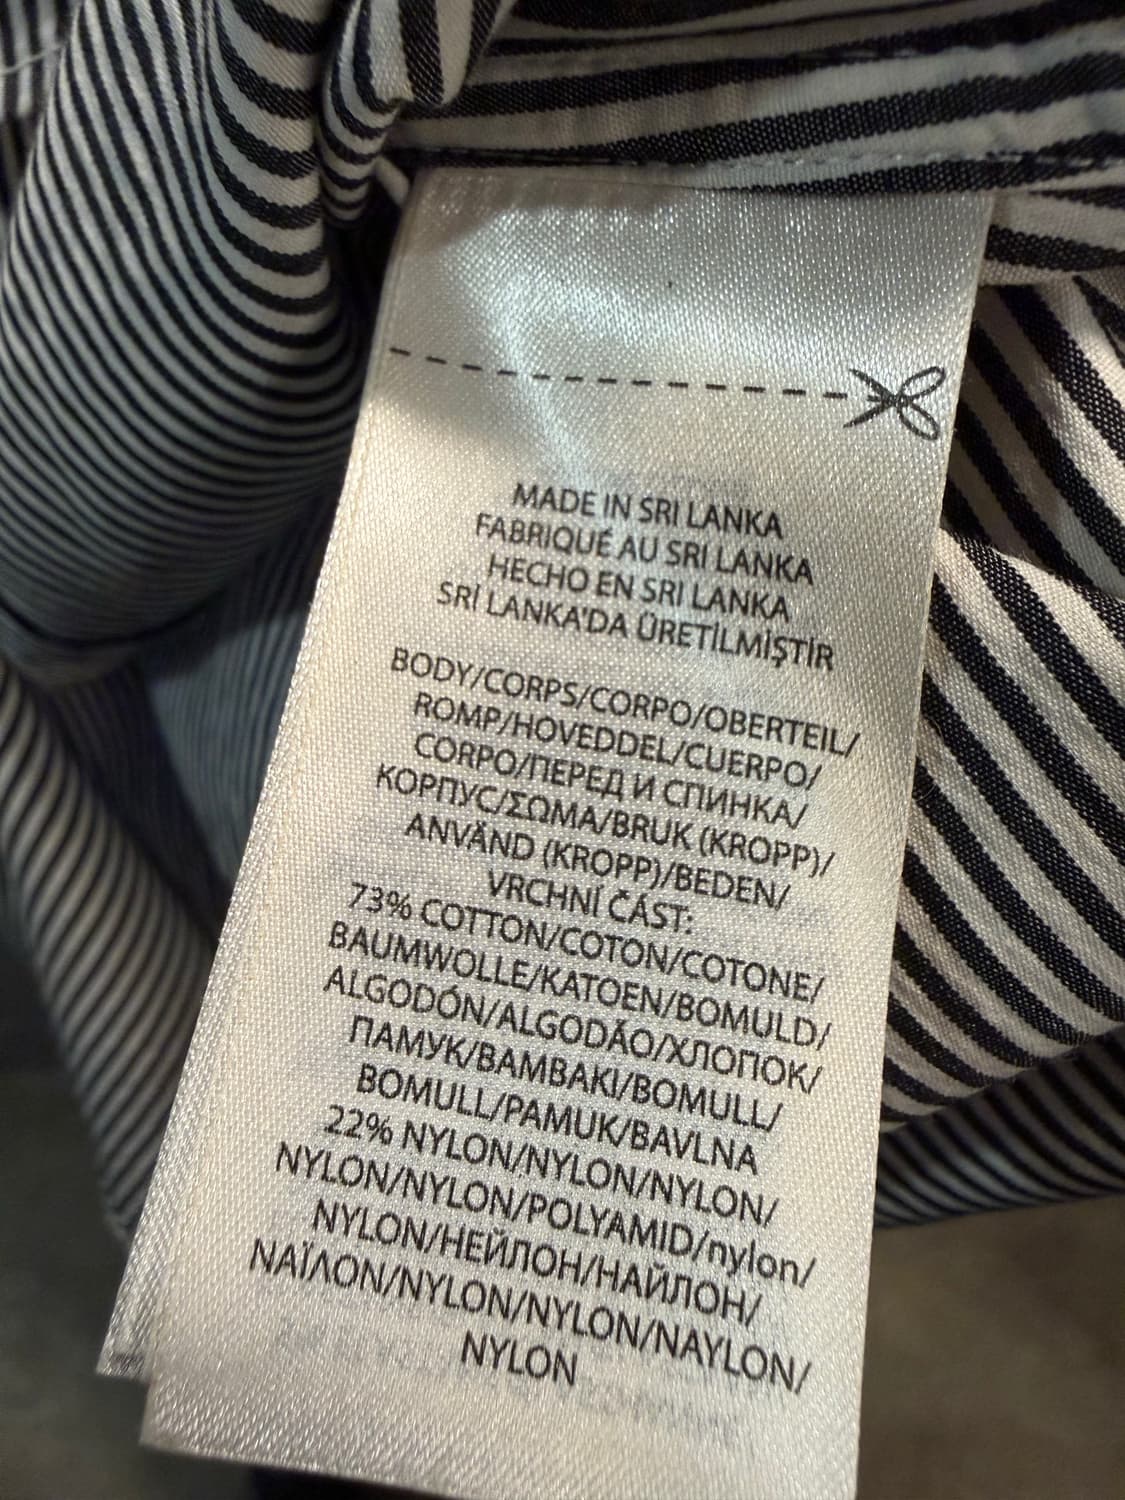 MADE IN SRI LANKA
FABRIQUÉ AU SRI LANKA
HECHO EN SRI LANKA
SRİ LANKA'DA ÜRETİLMİŞTİR
BODY/CORPS/CORPO/OBERTEIL/
ROMP/HOVEDDEL/CUERPO/
CORPO/ПЕРЕД И СПИНКА/
КОРПУС/ΣΩΜΑ/BRUK (KROPP)/
ANVÄND (KROPP)/BEDEN/
VRCHNÍ ČÁST:
73% COTTON/COTON/COTONE/
BAUMWOLLE/KATOEN/BOMULD/
ALGODÓN/ALGODÃO/ХЛОПОК/
ПАМУК/ΒΑΜΒΑΚΙ/BOMULL/
BOMULL/PAMUK/BAVLNA
22% NYLON/NYLON/NYLON/
NYLON/NYLON/POLYAMID/nylon/
NYLON/НЕЙЛОН/НАЙЛОН/
ΝΑΪΛΟΝ/NYLON/NYLON/NAYLON/
NYLON